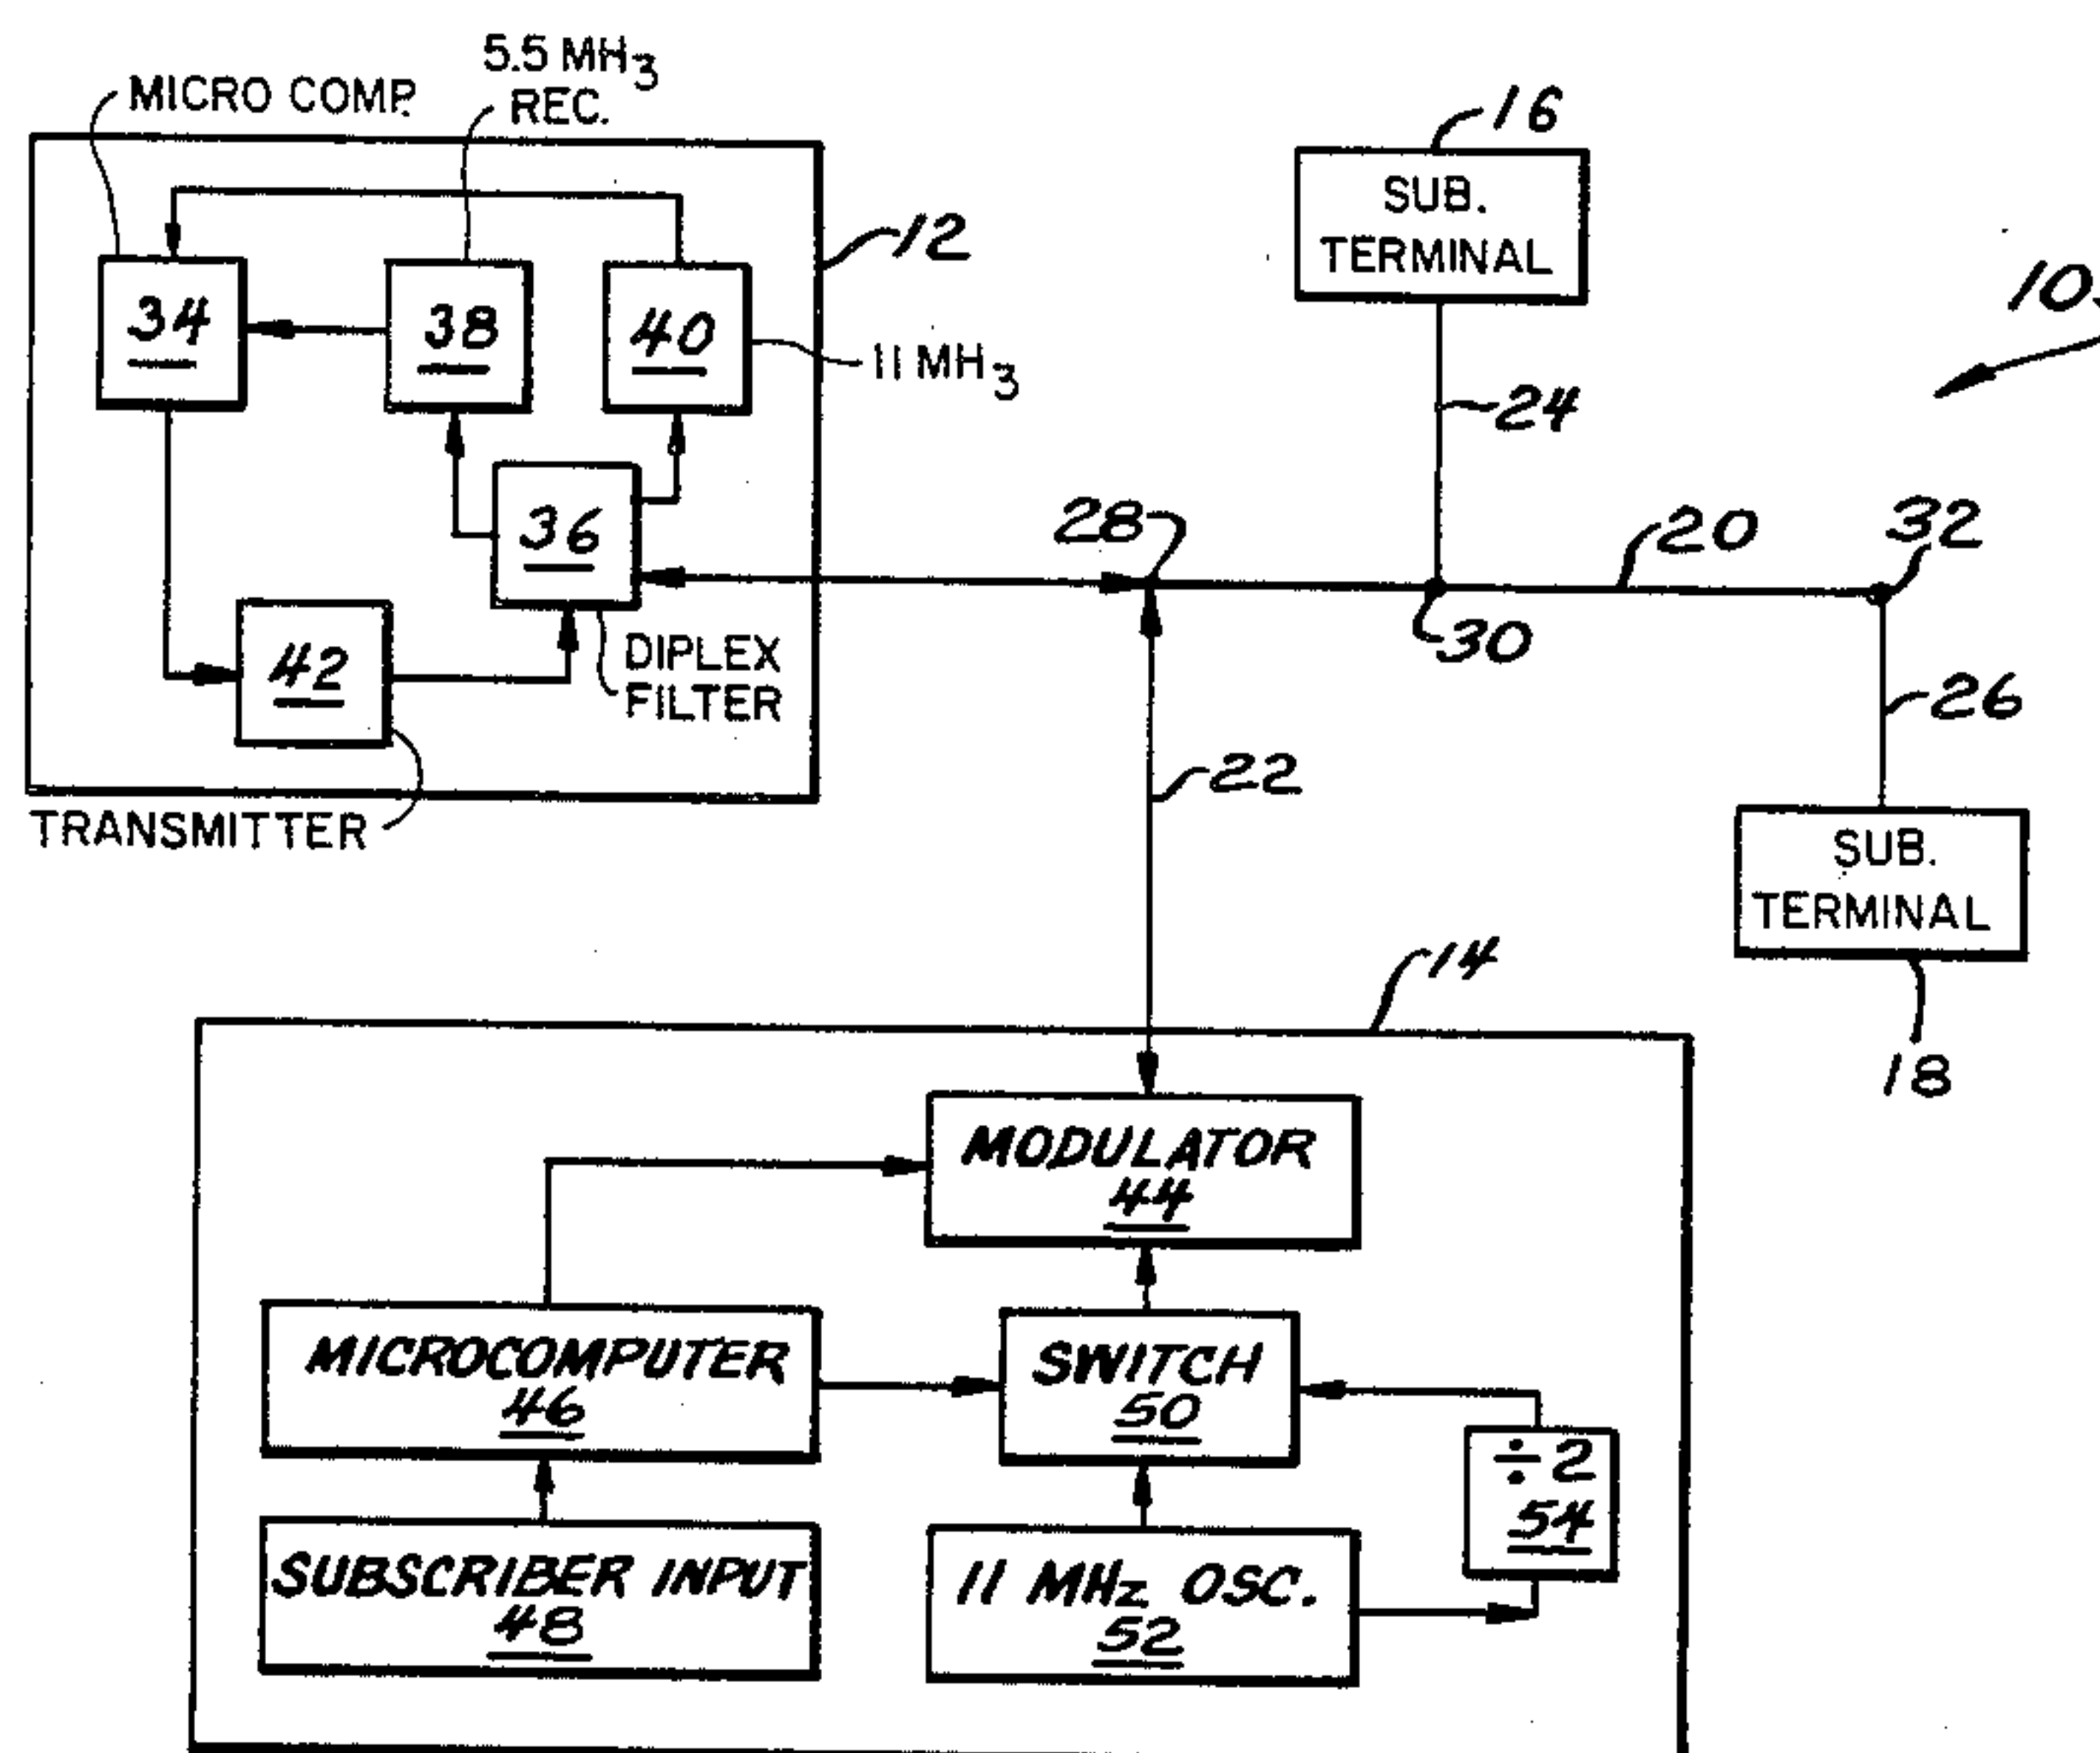 5.5 MH3
MICRO COMP.
REC.
16
SUB.
TERMINAL
12
10
34
38
40
11 MH3
24
36
28
20
32
30
42
DIPLEX
FILTER
26
22
TRANSMITTER
SUB.
TERMINAL
14
18
MODULATOR
44
MICROCOMPUTER
46
SWITCH
50
÷2
54
SUBSCRIBER INPUT
48
11 MHz OSC.
52